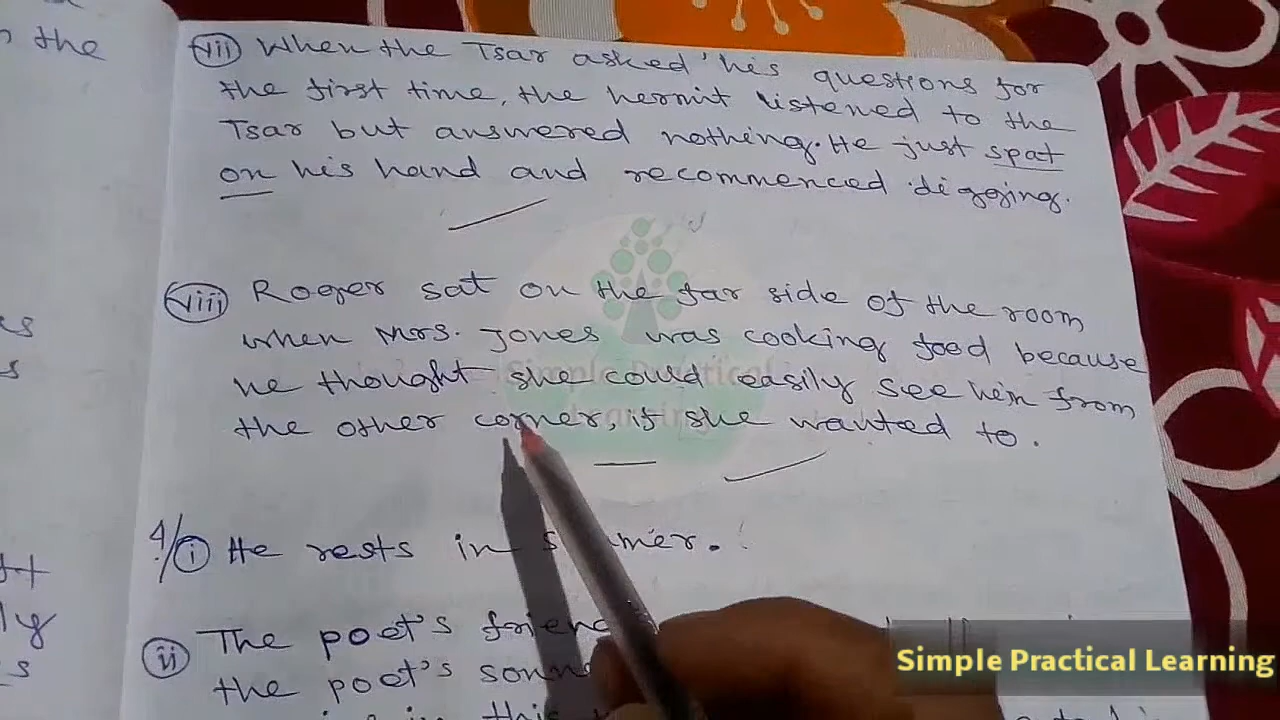 the
(vii) When the Tsar asked his questions for
the first time, the hermit listened to the
Tsar but answered nothing. He just spat
on his hand and recommenced digging.
(viii) Roger sat on the far side of the room
when Mrs. Jones was cooking food because
he thought she could easily see him from
the other corner, if she wanted to.
4/(i) He rests in summer.
(ii) The poet's
the poet's
Simple Practical Learning